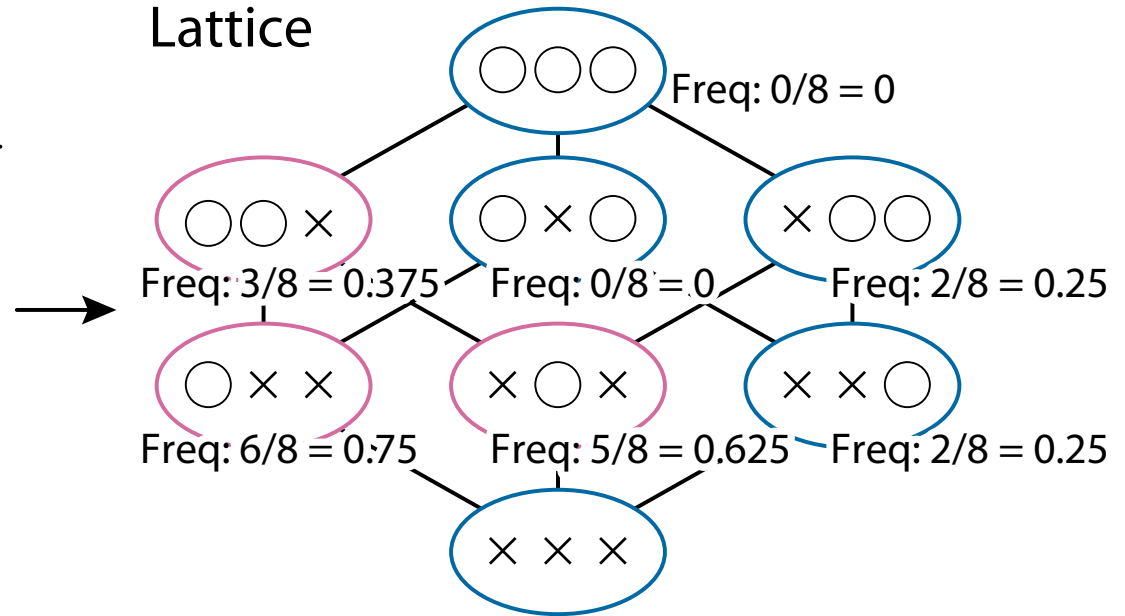 Lattice
○○○
Freq: 0/8 = 0
○○×
○×○
×○○
Freq: 3/8 = 0.375
Freq: 0/8 = 0
Freq: 2/8 = 0.25
○××
×○×
××○
Freq: 6/8 = 0.75
Freq: 5/8 = 0.625
Freq: 2/8 = 0.25
×××